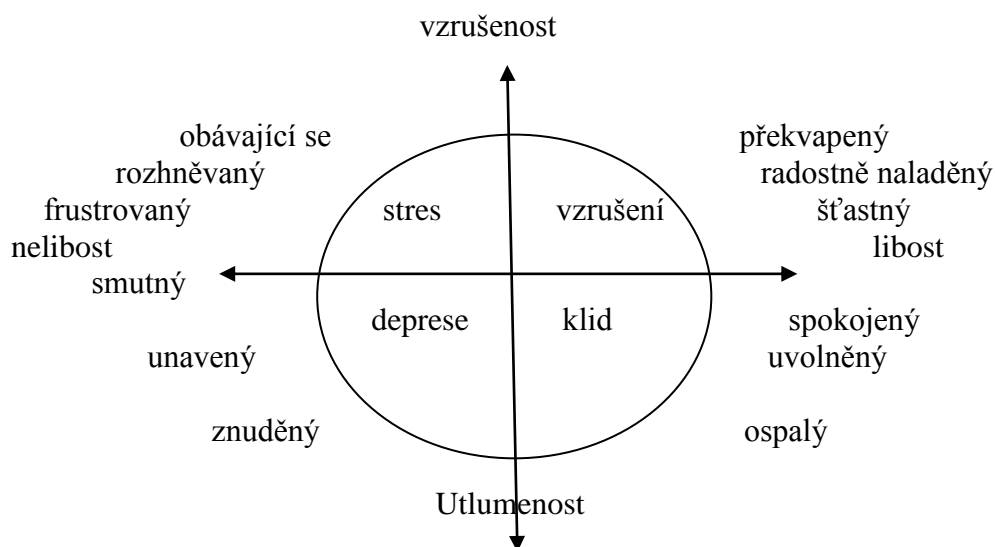 vzrušenost
obávající se
překvapený
rozhněvaný
radostně naladěný
frustrovaný
stres
vzrušení
šťastný
nelibost
libost
smutný
deprese
klid
spokojený
unavený
uvolněný
znuděný
ospalý
Utlumenost